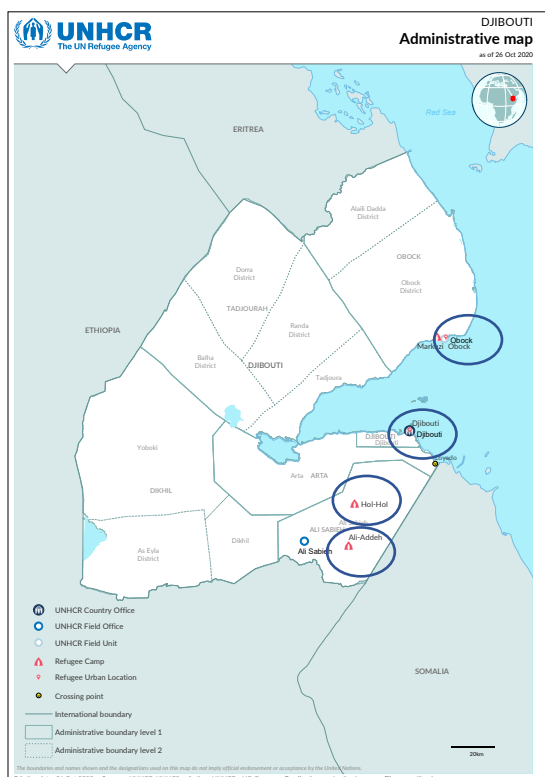 UNHCR
The UN Refugee Agency
DJIBOUTI
Administrative map
as of 26 Oct 2020
Red Sea
ERITREA
Alaili Dadda
District
OBOCK
Obock
District
Dorra
District
TADJOURAH
Randa
District
ETHIOPIA
Balha
District
DJIBOUTI
Tadjoura
Obock
Markazi Obock
Djibouti
Djibouti
DJIBOUTI
Djibouti
Yoboki
Arta ARTA
DIKHIL
Hol-Hol
ALI SABIEH
Ali-Addeh
Dikhil
Ali Sabieh
As Eyla
District
SOMALIA
UNHCR Country Office
UNHCR Field Office
UNHCR Field Unit
Refugee Camp
Refugee Urban Location
Crossing point
International boundary
Administrative boundary level 1
Administrative boundary level 2
20km
The boundaries and names shown and the designations used on this map do not imply official endorsement or acceptance by the United Nations.